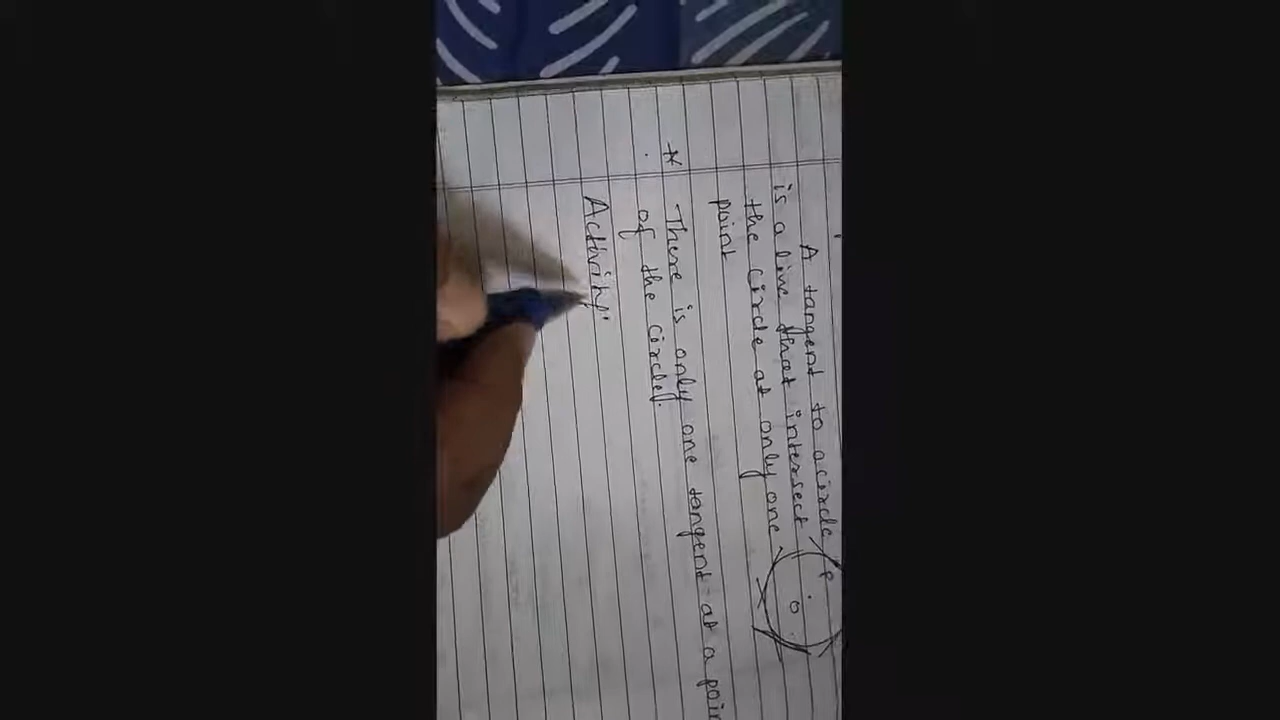 A tangent to a circle
is a line that intersect
the circle at only one
point
* There is only one tangent at a poin
of the circle.
Activity:
P
O